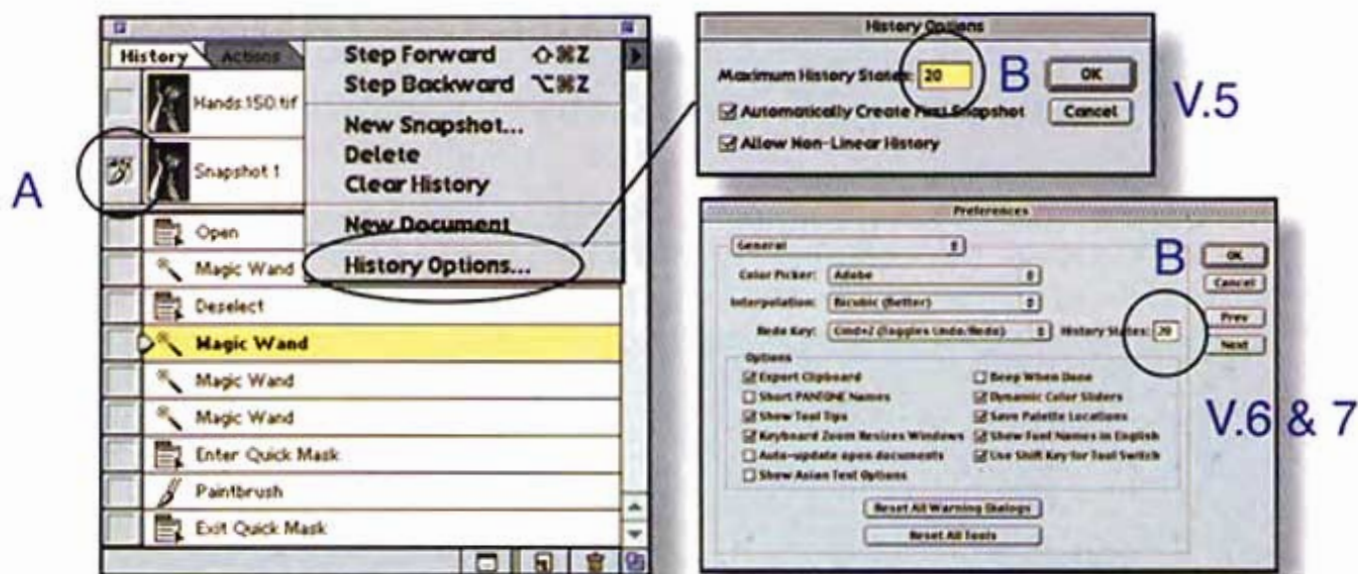 A
History
Actions
Hands.150.tif
Snapshot 1
Open
Magic Wand
Deselect
Magic Wand
Magic Wand
Magic Wand
Enter Quick Mask
Paintbrush
Exit Quick Mask
Step Forward ⇧⌘Z
Step Backward ⌥⌘Z
New Snapshot...
Delete
Clear History
New Document
History Options...
History Options
Maximum History States: 20
B
OK
Automatically Create First Snapshot
Cancel
Allow Non-Linear History
V.5
Preferences
General
B
OK
Color Picker: Adobe
Cancel
Interpolation: Bicubic (Better)
Prev
Redo Key: Cmd+Z (Toggles Undo/Redo) History States: 20
Next
Options
Export Clipboard
Beep When Done
Short PANTONE Names
Dynamic Color Sliders
Show Tool Tips
Save Palette Locations
Keyboard Zoom Resizes Windows
Show Font Names in English
Auto-update open documents
Use Shift Key for Tool Switch
Show Asian Text Options
Reset All Warning Dialogs
Reset All Tools
V.6 & 7